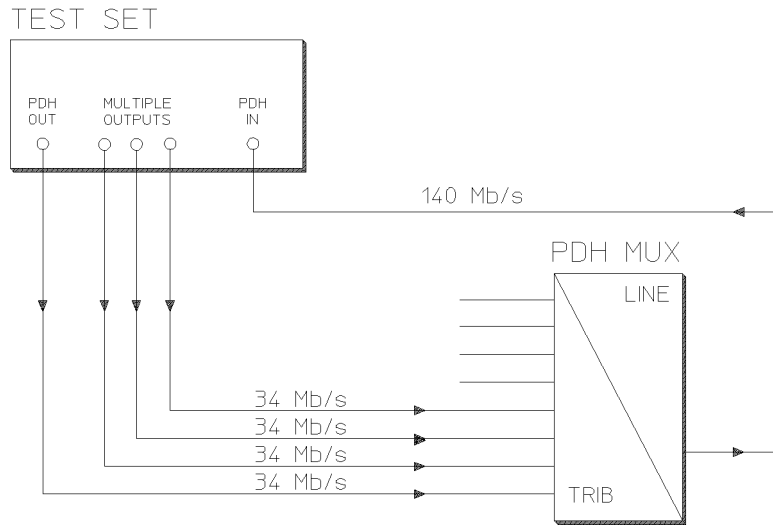 TEST SET
PDH OUT
MULTIPLE OUTPUTS
PDH IN
140 Mb/s
PDH MUX
LINE
34 Mb/s
34 Mb/s
34 Mb/s
34 Mb/s
TRIB